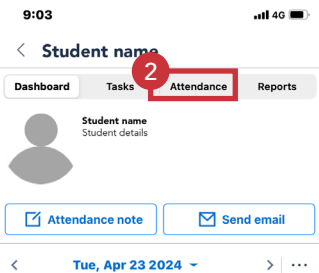 9:03
4G
Student name
2
Dashboard Tasks Attendance Reports
Student name
Student details
Attendance note Send email
Tue, Apr 23 2024